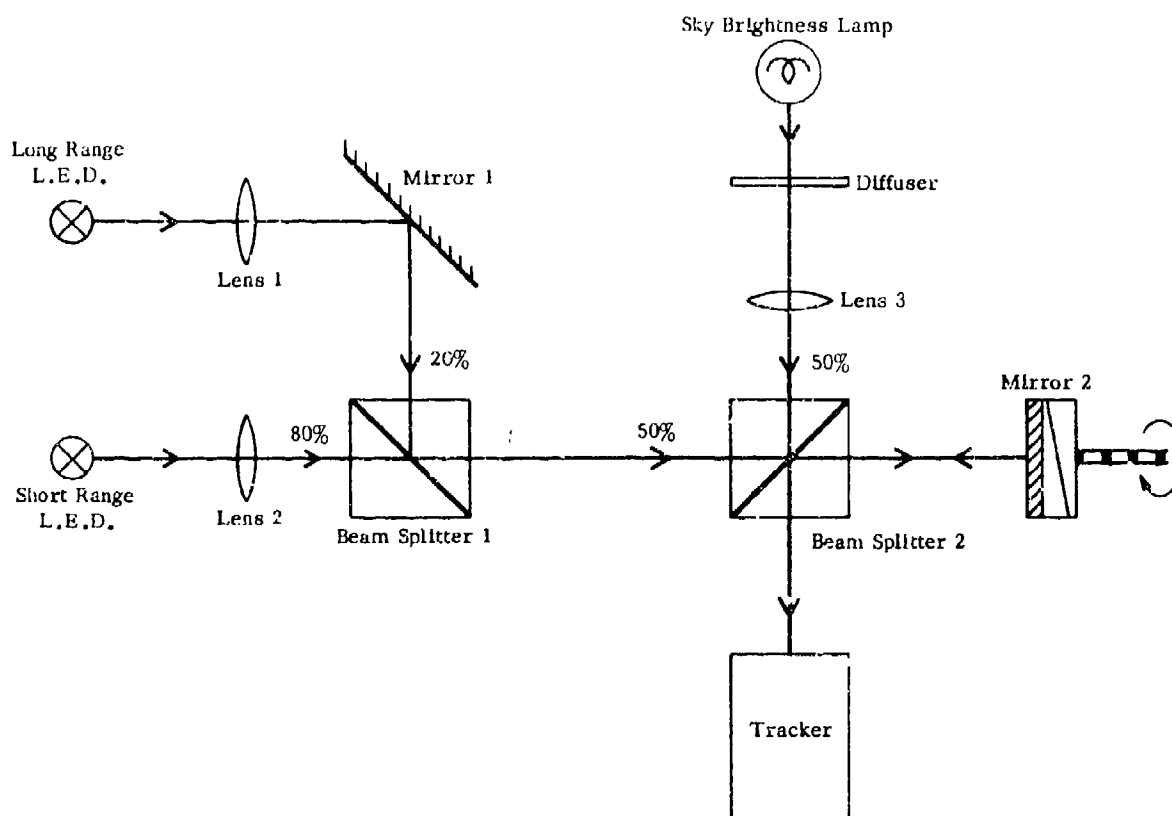 Sky Brightness Lamp
Long Range
L.E.D.
Mirror 1
Diffuser
Lens 1
Lens 3
20%
50%
Mirror 2
80%
50%
Short Range
L.E.D.
Lens 2
Beam Splitter 1
Beam Splitter 2
Tracker